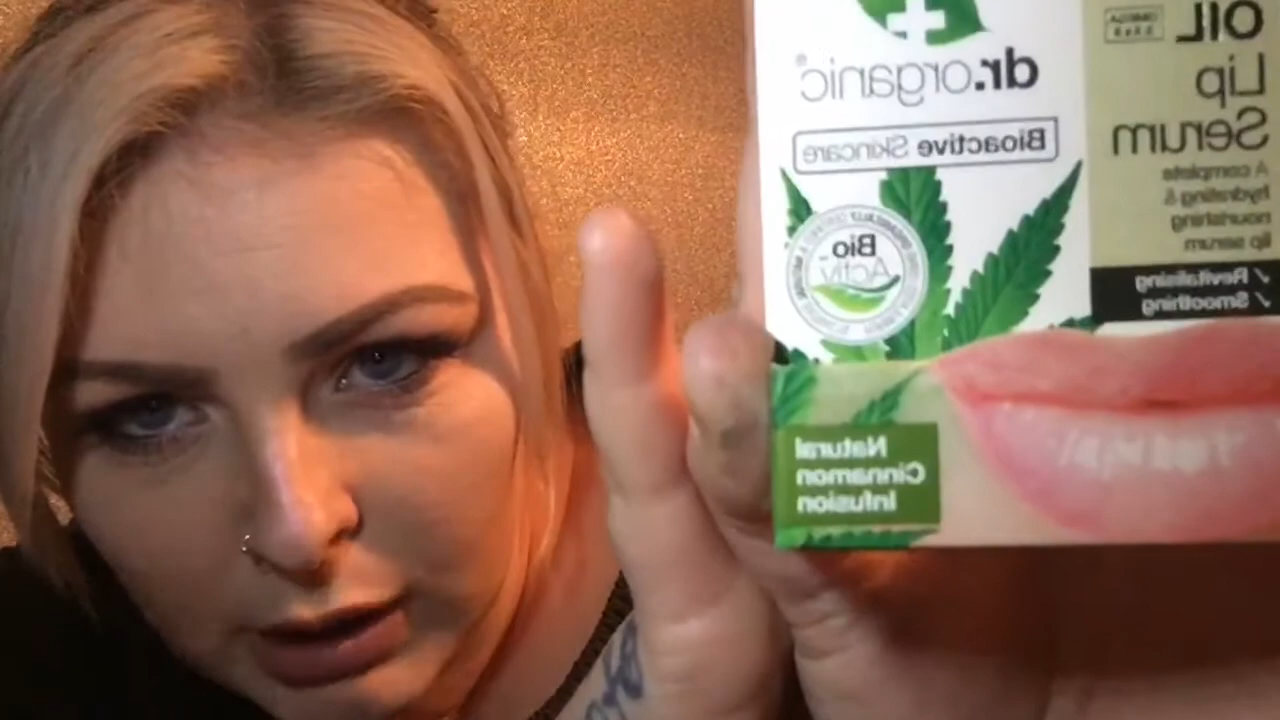 dr.organic®
Bioactive Skincare
Bio
Activ
Natural
Cinnamon
Infusion
OIL
OMEGA
Lip
Serum
A complete
hydrating &
nourishing
lip serum
✓ Revitalising
✓ Smoothing